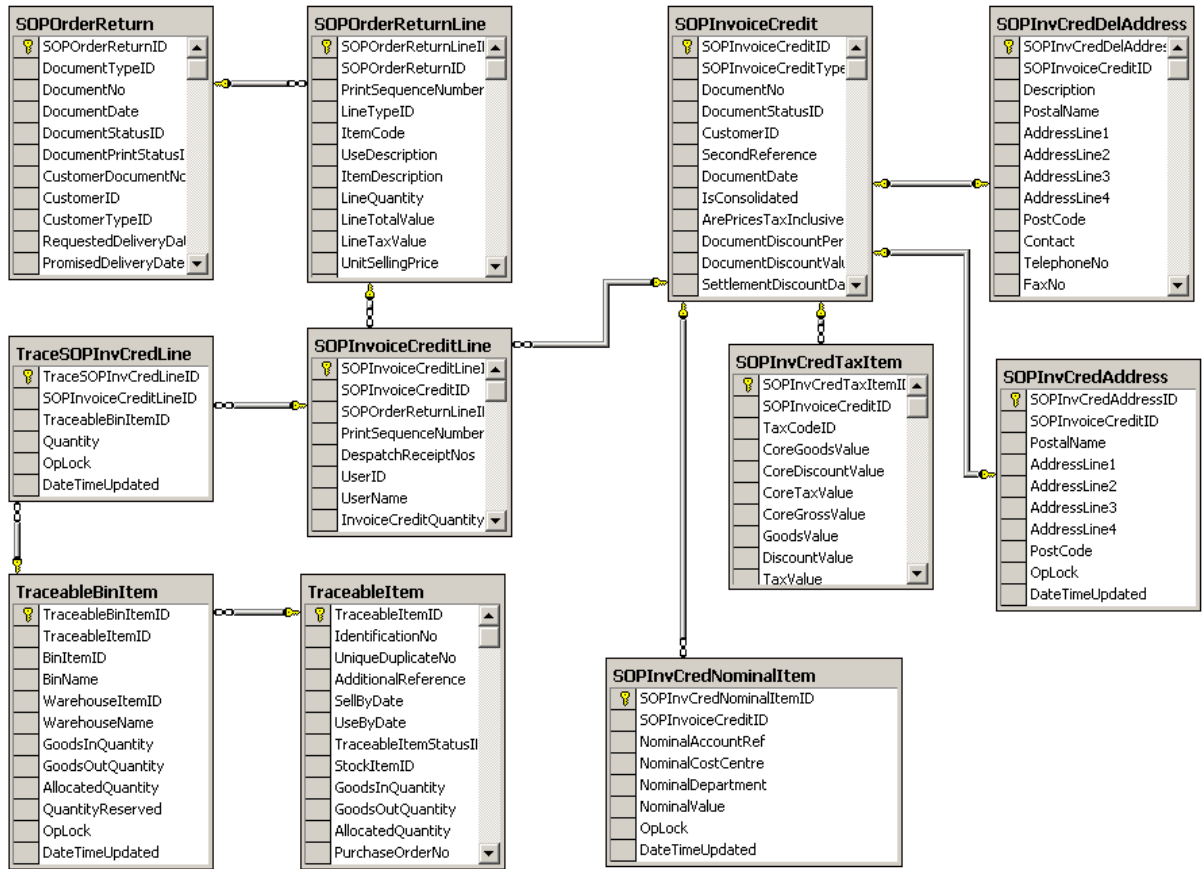 SOPOrderReturn
SOPOrderReturnID
DocumentTypeID
DocumentNo
DocumentDate
DocumentStatusID
DocumentPrintStatusI
CustomerDocumentNo
CustomerID
CustomerTypeID
RequestedDeliveryDat
PromisedDeliveryDate
SOPOrderReturnLine
SOPOrderReturnLineII
SOPOrderReturnID
PrintSequenceNumber
LineTypeID
ItemCode
UseDescription
ItemDescription
LineQuantity
LineTotalValue
LineTaxValue
UnitSellingPrice
SOPInvoiceCredit
SOPInvoiceCreditID
SOPInvoiceCreditType
DocumentNo
DocumentStatusID
CustomerID
SecondReference
DocumentDate
IsConsolidated
ArePricesTaxInclusive
DocumentDiscountPer
DocumentDiscountValu
SettlementDiscountDa
SOPInvCredDelAddress
SOPInvCredDelAddres
SOPInvoiceCreditID
Description
PostalName
AddressLine1
AddressLine2
AddressLine3
AddressLine4
PostCode
Contact
TelephoneNo
FaxNo
TraceSOPInvCredLine
TraceSOPInvCredLineID
SOPInvoiceCreditLineID
TraceableBinItemID
Quantity
OpLock
DateTimeUpdated
SOPInvoiceCreditLine
SOPInvoiceCreditLineI
SOPInvoiceCreditID
SOPOrderReturnLineII
PrintSequenceNumber
DespatchReceiptNos
UserID
UserName
InvoiceCreditQuantity
SOPInvCredTaxItem
SOPInvCredTaxItemII
SOPInvoiceCreditID
TaxCodeID
CoreGoodsValue
CoreDiscountValue
CoreTaxValue
CoreGrossValue
GoodsValue
DiscountValue
TaxValue
SOPInvCredAddress
SOPInvCredAddressID
SOPInvoiceCreditID
PostalName
AddressLine1
AddressLine2
AddressLine3
AddressLine4
PostCode
OpLock
DateTimeUpdated
TraceableBinItem
TraceableBinItemID
TraceableItemID
BinItemID
BinName
WarehouseItemID
WarehouseName
GoodsInQuantity
GoodsOutQuantity
AllocatedQuantity
QuantityReserved
OpLock
DateTimeUpdated
TraceableItem
TraceableItemID
IdentificationNo
UniqueDuplicateNo
AdditionalReference
SellByDate
UseByDate
TraceableItemStatusII
StockItemID
GoodsInQuantity
GoodsOutQuantity
AllocatedQuantity
PurchaseOrderNo
SOPInvCredNominalItem
SOPInvCredNominalItemID
SOPInvoiceCreditID
NominalAccountRef
NominalCostCentre
NominalDepartment
NominalValue
OpLock
DateTimeUpdated